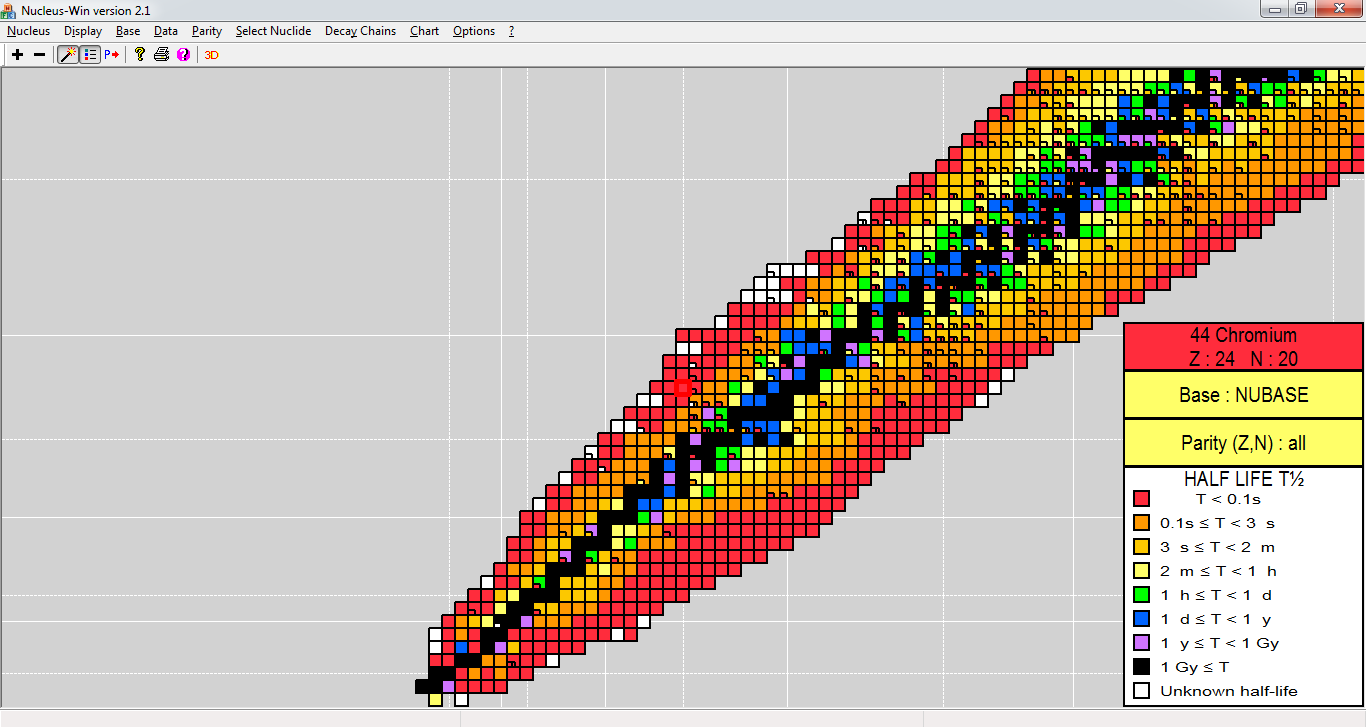 Nucleus-Win version 2.1
Nucleus Display Base Data Parity Select Nuclide Decay Chains Chart Options ?
P 3D
44 Chromium
Z : 24 N : 20
Base : NUBASE
Parity (Z,N) : all
HALF LIFE T½
T < 0.1s
0.1s ≤ T < 3 s
3 s ≤ T < 2 m
2 m ≤ T < 1 h
1 h ≤ T < 1 d
1 d ≤ T < 1 y
1 y ≤ T < 1 Gy
1 Gy ≤ T
Unknown half-life